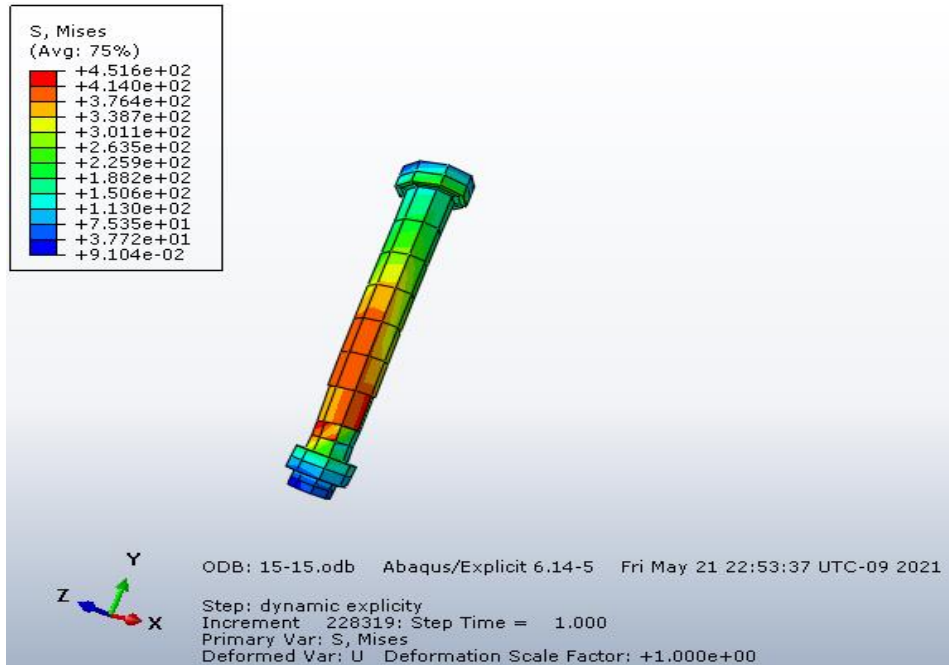 S, Mises
(Avg: 75%)
+4.516e+02
+4.140e+02
+3.764e+02
+3.387e+02
+3.011e+02
+2.635e+02
+2.259e+02
+1.882e+02
+1.506e+02
+1.130e+02
+7.535e+01
+3.772e+01
+9.104e-02
Y
Z
X
ODB: 15-15.odb Abaqus/Explicit 6.14-5 Fri May 21 22:53:37 UTC-09 2021
Step: dynamic explicity
Increment 228319: Step Time = 1.000
Primary Var: S, Mises
Deformed Var: U Deformation Scale Factor: +1.000e+00